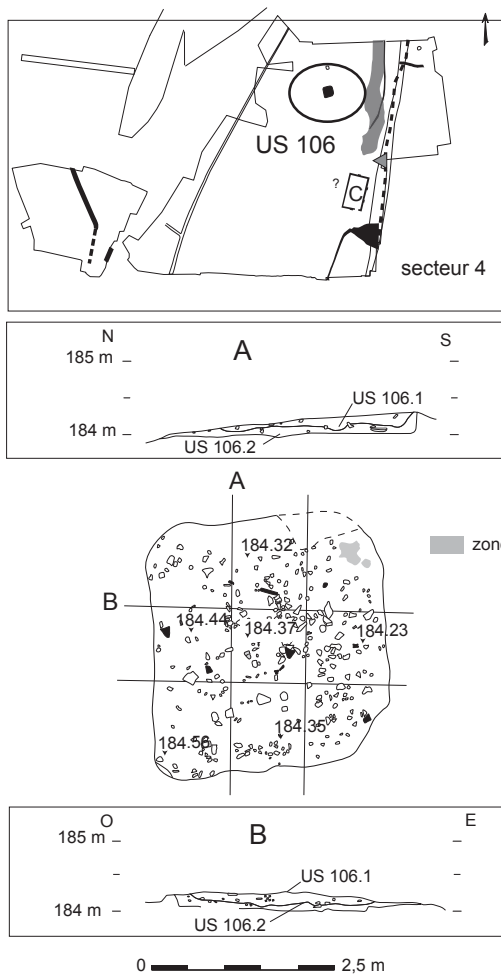 US 106
?
C
secteur 4
N
A
S
185 m
US 106.1
184 m
US 106.2
A
184.32
zon
B
184.44
184.37
184.23
184.35
184.56
O
B
E
185 m
US 106.1
184 m
US 106.2
0
2,5 m